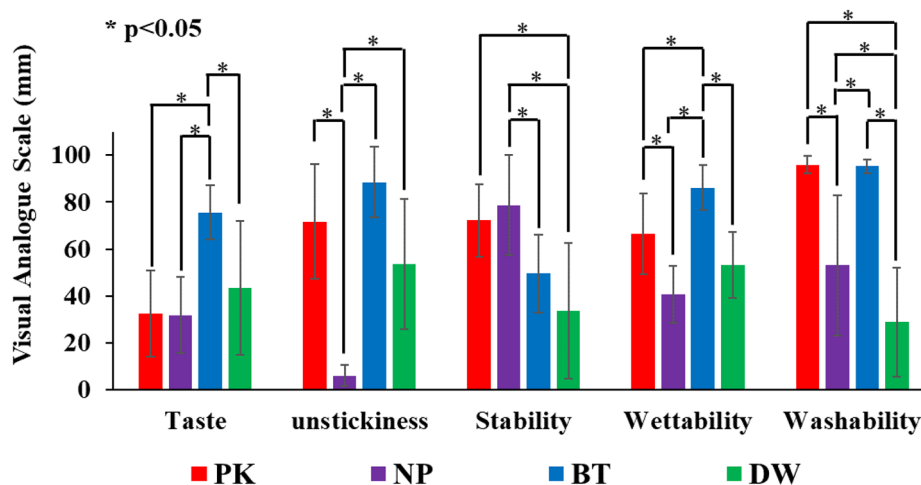 * p<0.05
* * * * * * * * * * * * * * * * * *
Visual Analogue Scale (mm)
100
80
60
40
20
0
Taste unstickiness Stability Wettability Washability
PK NP BT DW